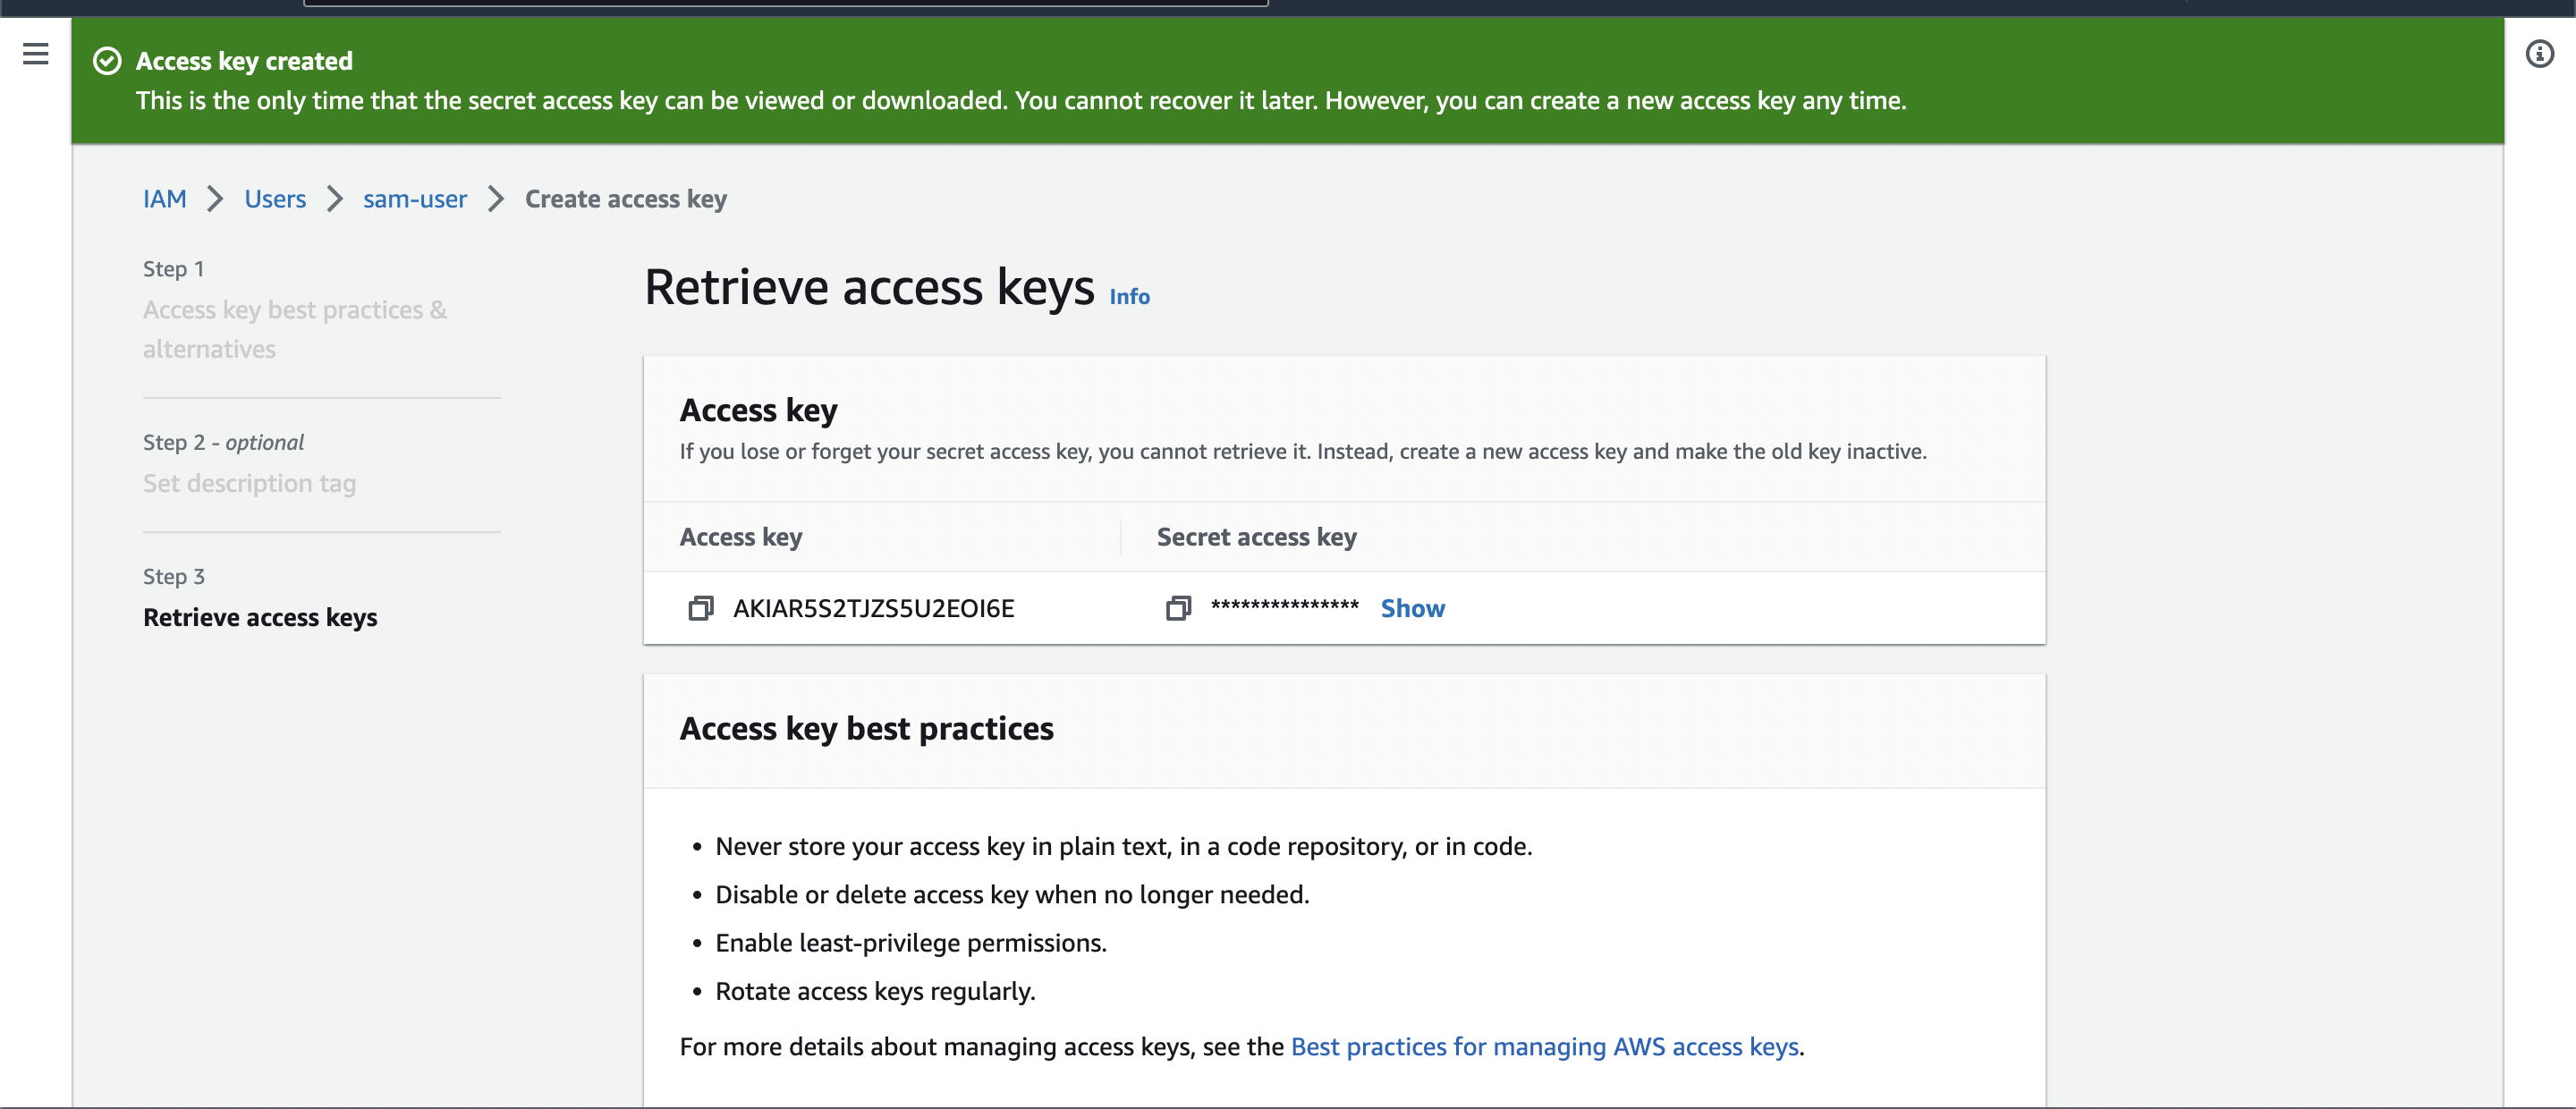 Access key created
This is the only time that the secret access key can be viewed or downloaded. You cannot recover it later. However, you can create a new access key any time.
IAM > Users > sam-user > Create access key
Step 1
Access key best practices &
alternatives
Step 2 - optional
Set description tag
Step 3
Retrieve access keys
Retrieve access keys Info
Access key
If you lose or forget your secret access key, you cannot retrieve it. Instead, create a new access key and make the old key inactive.
Access key Secret access key
AKIAR5S2TJZS5U2EOI6E *************** Show
Access key best practices
• Never store your access key in plain text, in a code repository, or in code.
• Disable or delete access key when no longer needed.
• Enable least-privilege permissions.
• Rotate access keys regularly.
For more details about managing access keys, see the Best practices for managing AWS access keys.